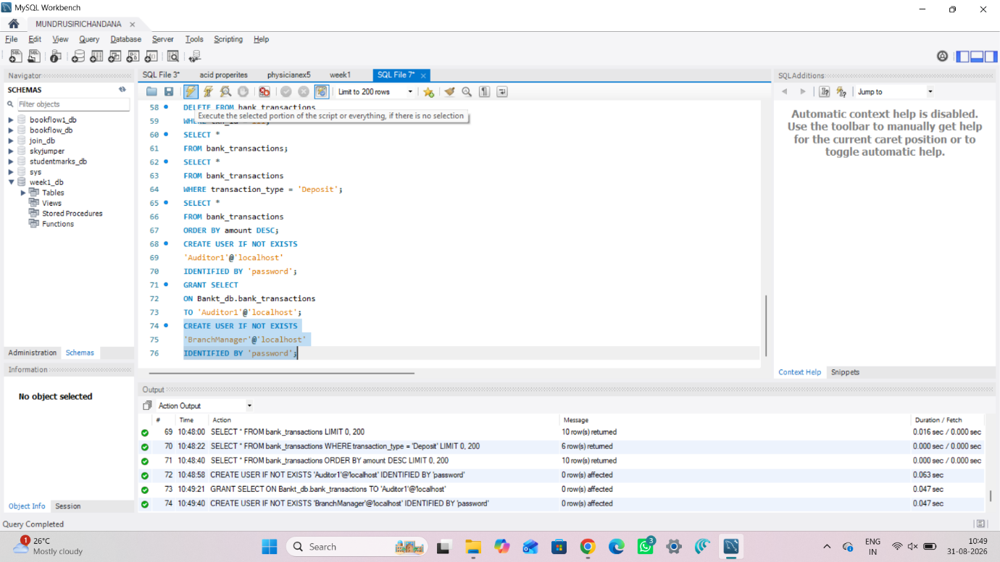 MySQL Workbench
MUNDRUSIRICHANDANA
File Edit View Query Database Server Tools Scripting Help
Navigator
SCHEMAS
Filter objects
bookflow1_db
bookflow_db
join_db
skyjumper
studentmarks_db
sys
week1_db
Tables
Views
Stored Procedures
Functions
Administration Schemas
Information
No object selected
Object Info Session
SQL File 3* acid properites physicianex5 week1 SQL File 7*
Limit to 200 rows
58 DELETE FROM bank_transactions
Execute the selected portion of the script or everything, if there is no selection
59 WHERE
60 SELECT *
61 FROM bank_transactions;
62 SELECT *
63 FROM bank_transactions
64 WHERE transaction_type = 'Deposit';
65 SELECT *
66 FROM bank_transactions
67 ORDER BY amount DESC;
68 CREATE USER IF NOT EXISTS
69 'Auditor1'@'localhost'
70 IDENTIFIED BY 'password';
71 GRANT SELECT
72 ON Bankt_db.bank_transactions
73 TO 'Auditor1'@'localhost';
74 CREATE USER IF NOT EXISTS
75 'BranchManager'@'localhost'
76 IDENTIFIED BY 'password';
SQLAdditions
Jump to
Automatic context help is disabled.
Use the toolbar to manually get help
for the current caret position or to
toggle automatic help.
Context Help Snippets
Output
Action Output
# Time Action Message Duration / Fetch
69 10:48:00 SELECT * FROM bank_transactions LIMIT 0, 200 10 row(s) returned 0.016 sec / 0.000 sec
70 10:48:22 SELECT * FROM bank_transactions WHERE transaction_type = 'Deposit' LIMIT 0, 200 6 row(s) returned 0.000 sec / 0.000 sec
71 10:48:40 SELECT * FROM bank_transactions ORDER BY amount DESC LIMIT 0, 200 10 row(s) returned 0.000 sec / 0.000 sec
72 10:48:58 CREATE USER IF NOT EXISTS 'Auditor1'@'localhost' IDENTIFIED BY 'password' 0 row(s) affected 0.063 sec
73 10:49:21 GRANT SELECT ON Bankt_db.bank_transactions TO 'Auditor1'@'localhost' 0 row(s) affected 0.047 sec
74 10:49:40 CREATE USER IF NOT EXISTS 'BranchManager'@'localhost' IDENTIFIED BY 'password' 0 row(s) affected 0.047 sec
Query Completed
1
26°C
Mostly cloudy
Search
3
ENG
IN
10:49
31-08-2026